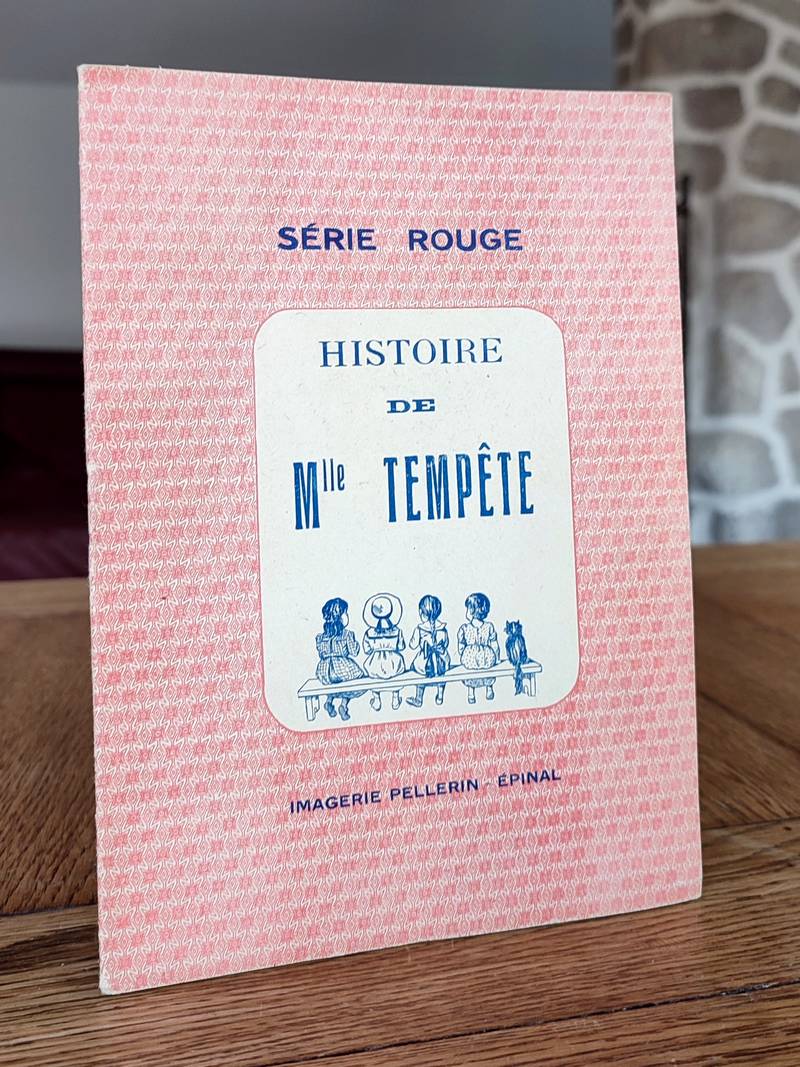 SÉRIE ROUGE
HISTOIRE
DE
Mlle TEMPÊTE
IMAGERIE PELLERIN - ÉPINAL